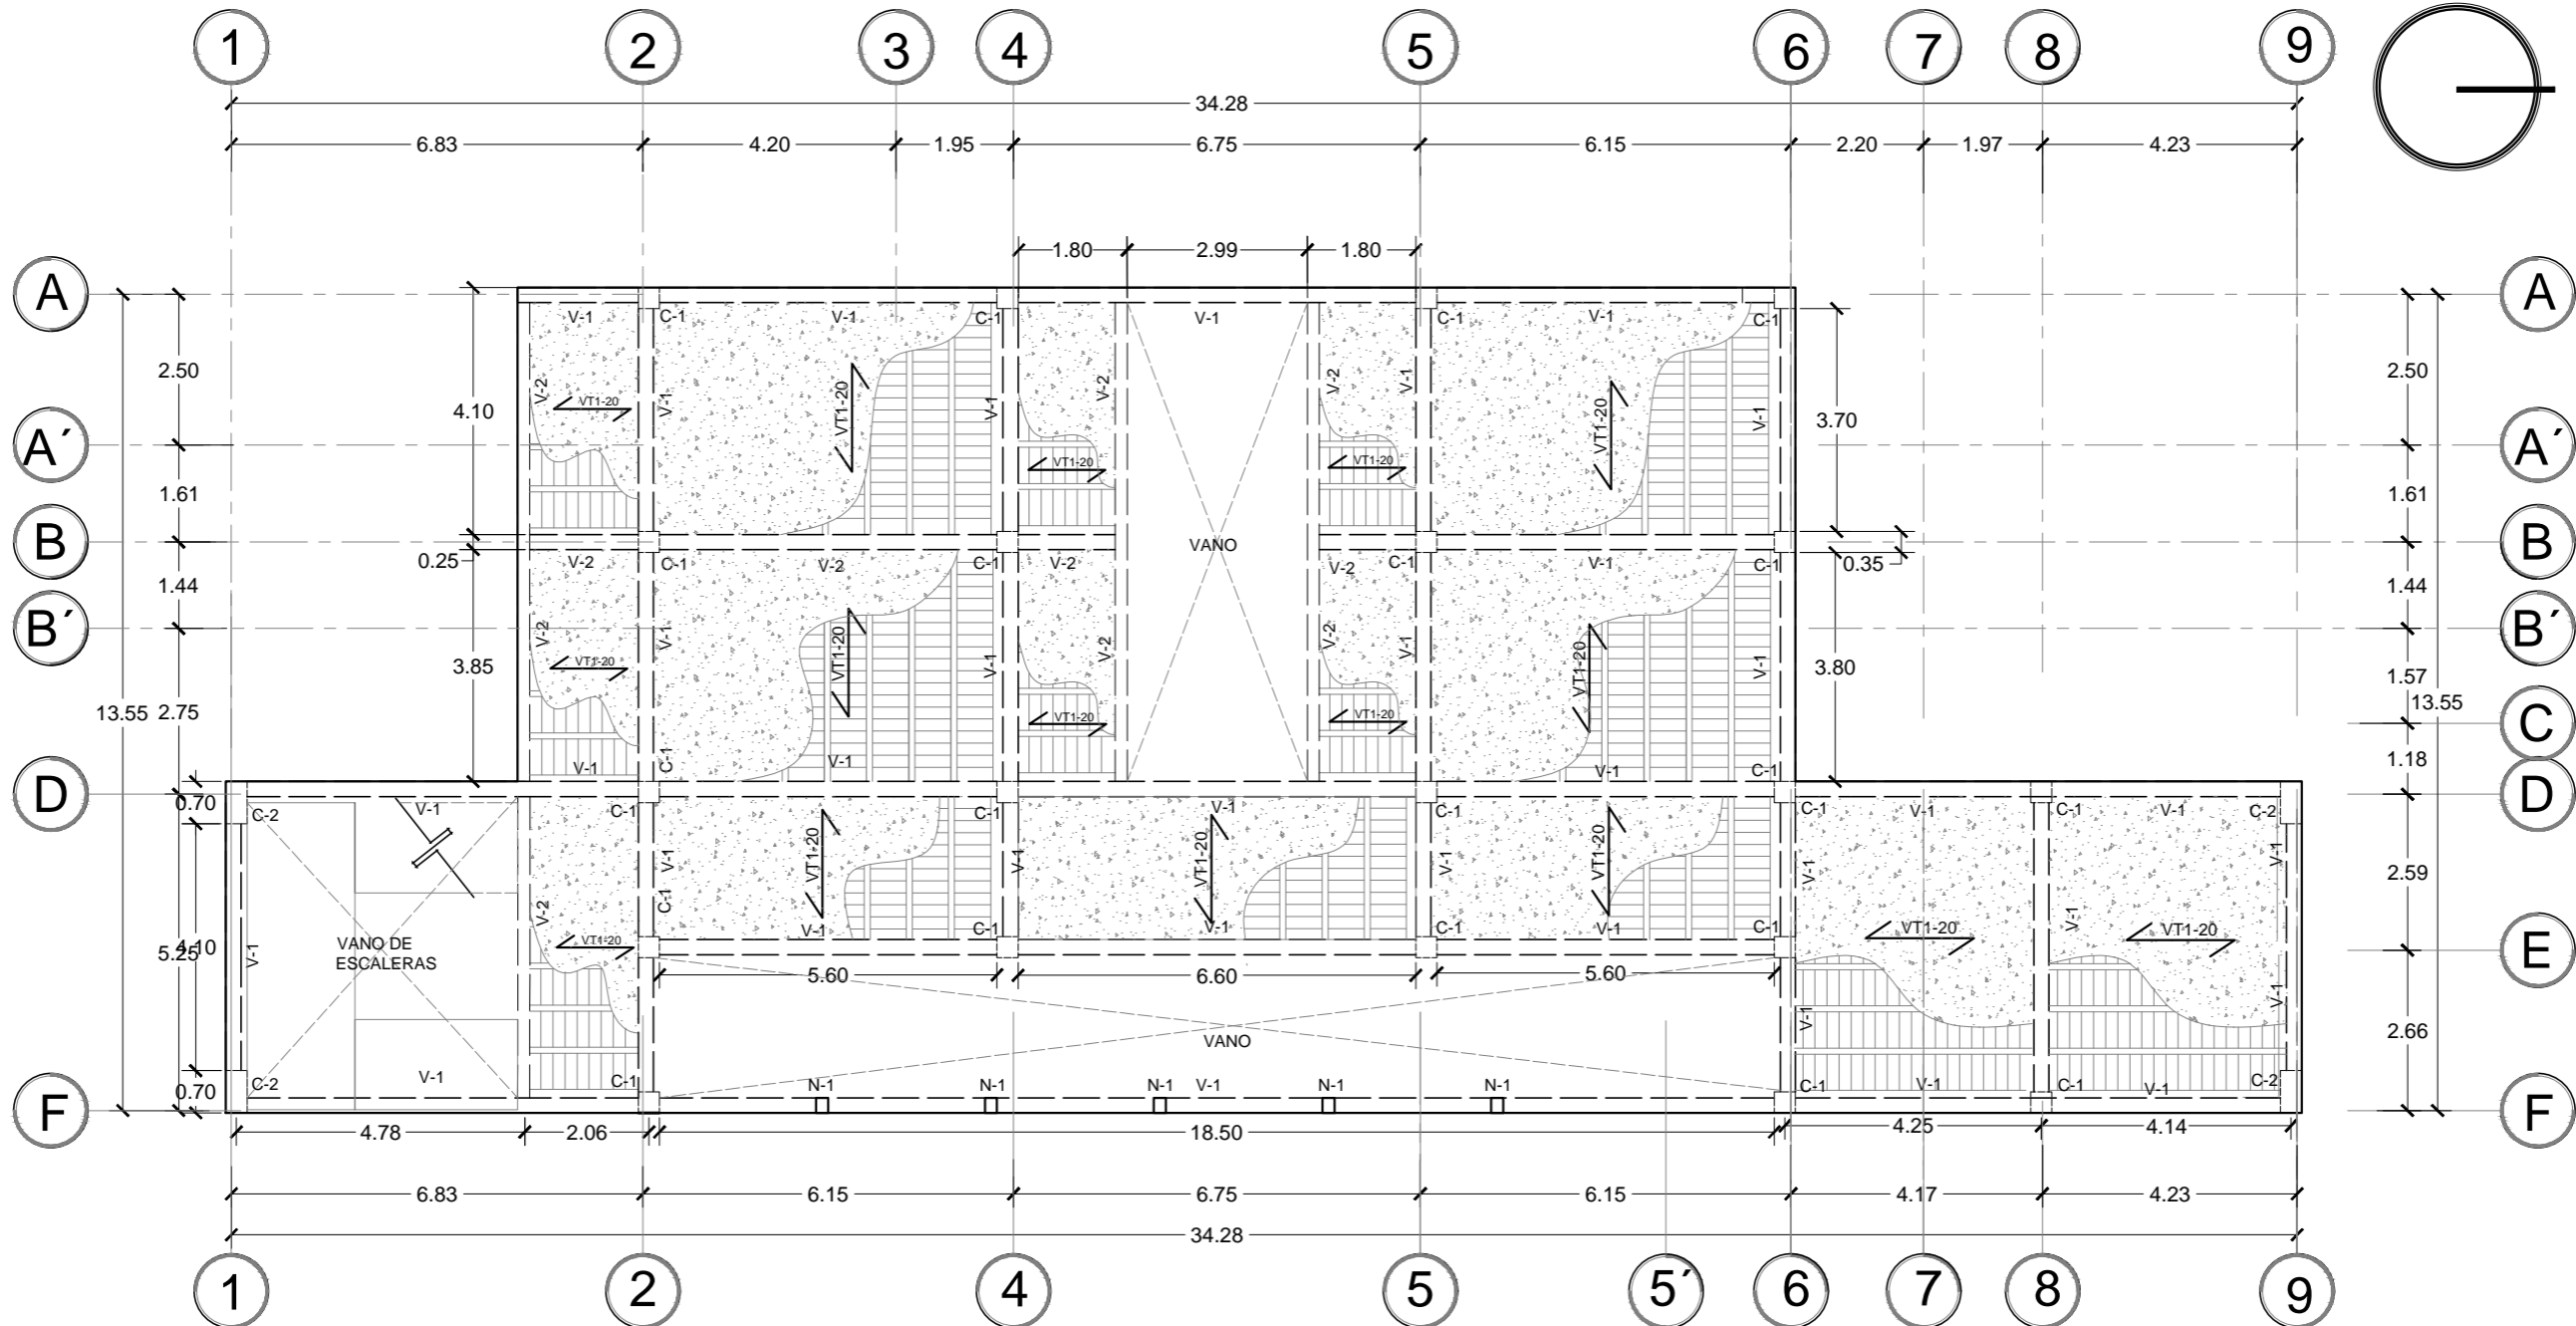 1 2 3 4 5 6 7 8 9
34.28
6.83 4.20 1.95 6.75 6.15 2.20 1.97 4.23
1.80 2.99 1.80
A A
V-1 C-1 V-1 C-1 V-1 C-1 V-1 C-1
2.50 2.50
V-2 VT1-20 V-1 VT1-20 V-1 V-2 V-2 V-1 VT1-20 V-1
4.10 3.70
A´ A´
VT1-20 VT1-20
1.61 1.61
B VANO B
0.25 V-2 C-1 V-2 C-1 V-2 V-2 C-1 V-1 C-1 0.35
1.44 1.44
B´ B´
V-2 V-1 VT1-20 V-1 V-2 V-2 V-1 VT1-20 V-1
VT1-20
3.85 3.80
1.57
13.55 2.75 13.55
VT1-20 VT1-20
C
1.18
V-1 C-1 V-1 V-1 C-1
D D
0.70 C-2 V-1 C-1 C-1 V-1 C-1 C-1 C-1 V-1 C-1 V-1 C-2
V-1 VT1-20 V-1 VT1-20 V-1 VT1-20 V-1 V-1
2.59
V-2 C-1 V-1 C-1 V-1 C-1 V-1 C-1 V-1
5.25 4.10 V-1 VANO DE
ESCALERAS
VT1-20 VT1-20 VT1-20
E
5.60 6.60 5.60
V-1 V-1
VANO
2.66
0.70 C-2 V-1 C-1 N-1 N-1 N-1 V-1 N-1 N-1 C-1 V-1 C-1 V-1 C-2
F F
4.78 2.06 18.50 4.25 4.14
6.83 6.15 6.75 6.15 4.17 4.23
34.28
1 2 4 5 5´ 6 7 8 9